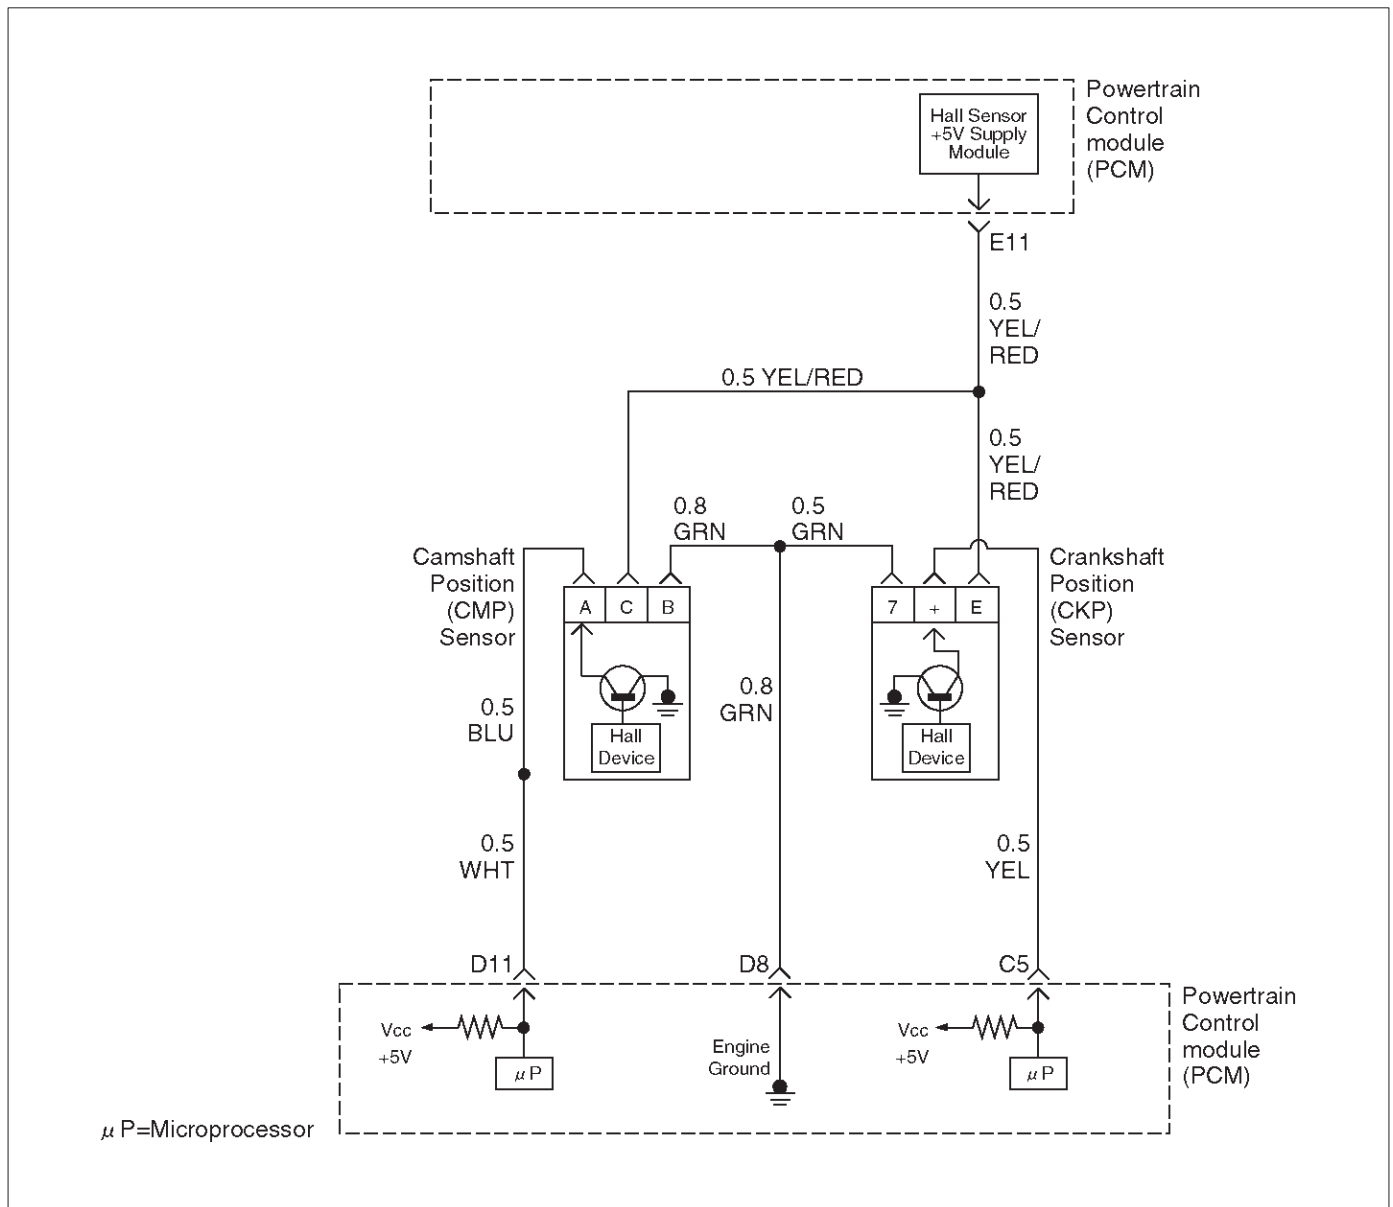 Hall Sensor
+5V Supply
Module
Powertrain
Control
module
(PCM)
E11
0.5
YEL/
RED
0.5 YEL/RED
0.5
YEL/
RED
0.8
GRN
0.5
GRN
Camshaft
Position
(CMP)
Sensor
A C B
7 + E
Crankshaft
Position
(CKP)
Sensor
0.5
BLU
Hall
Device
0.8
GRN
Hall
Device
0.5
WHT
0.5
YEL
D11
D8
C5
Vcc
+5V
μP
Engine
Ground
Vcc
+5V
μP
Powertrain
Control
module
(PCM)
μP=Microprocessor